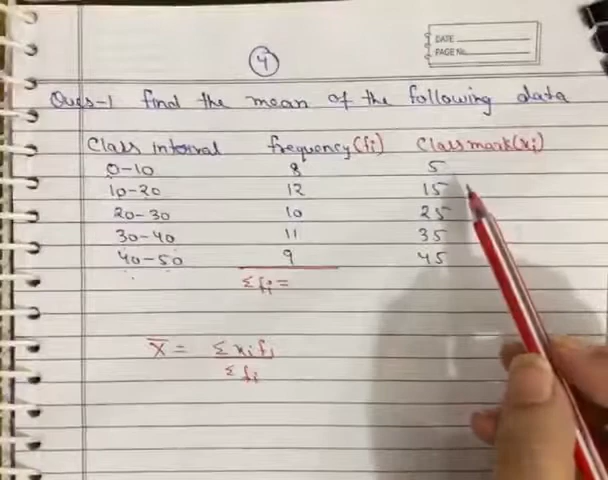 4
DATE
PAGE No.
Ques-1 find the mean of the following data
Class interval frequency(fi) Class mark(xi)
0-10 8 5
10-20 12 15
20-30 10 25
30-40 11 35
40-50 9 45
Σfi=
X̄ = Σxifi
Σfi